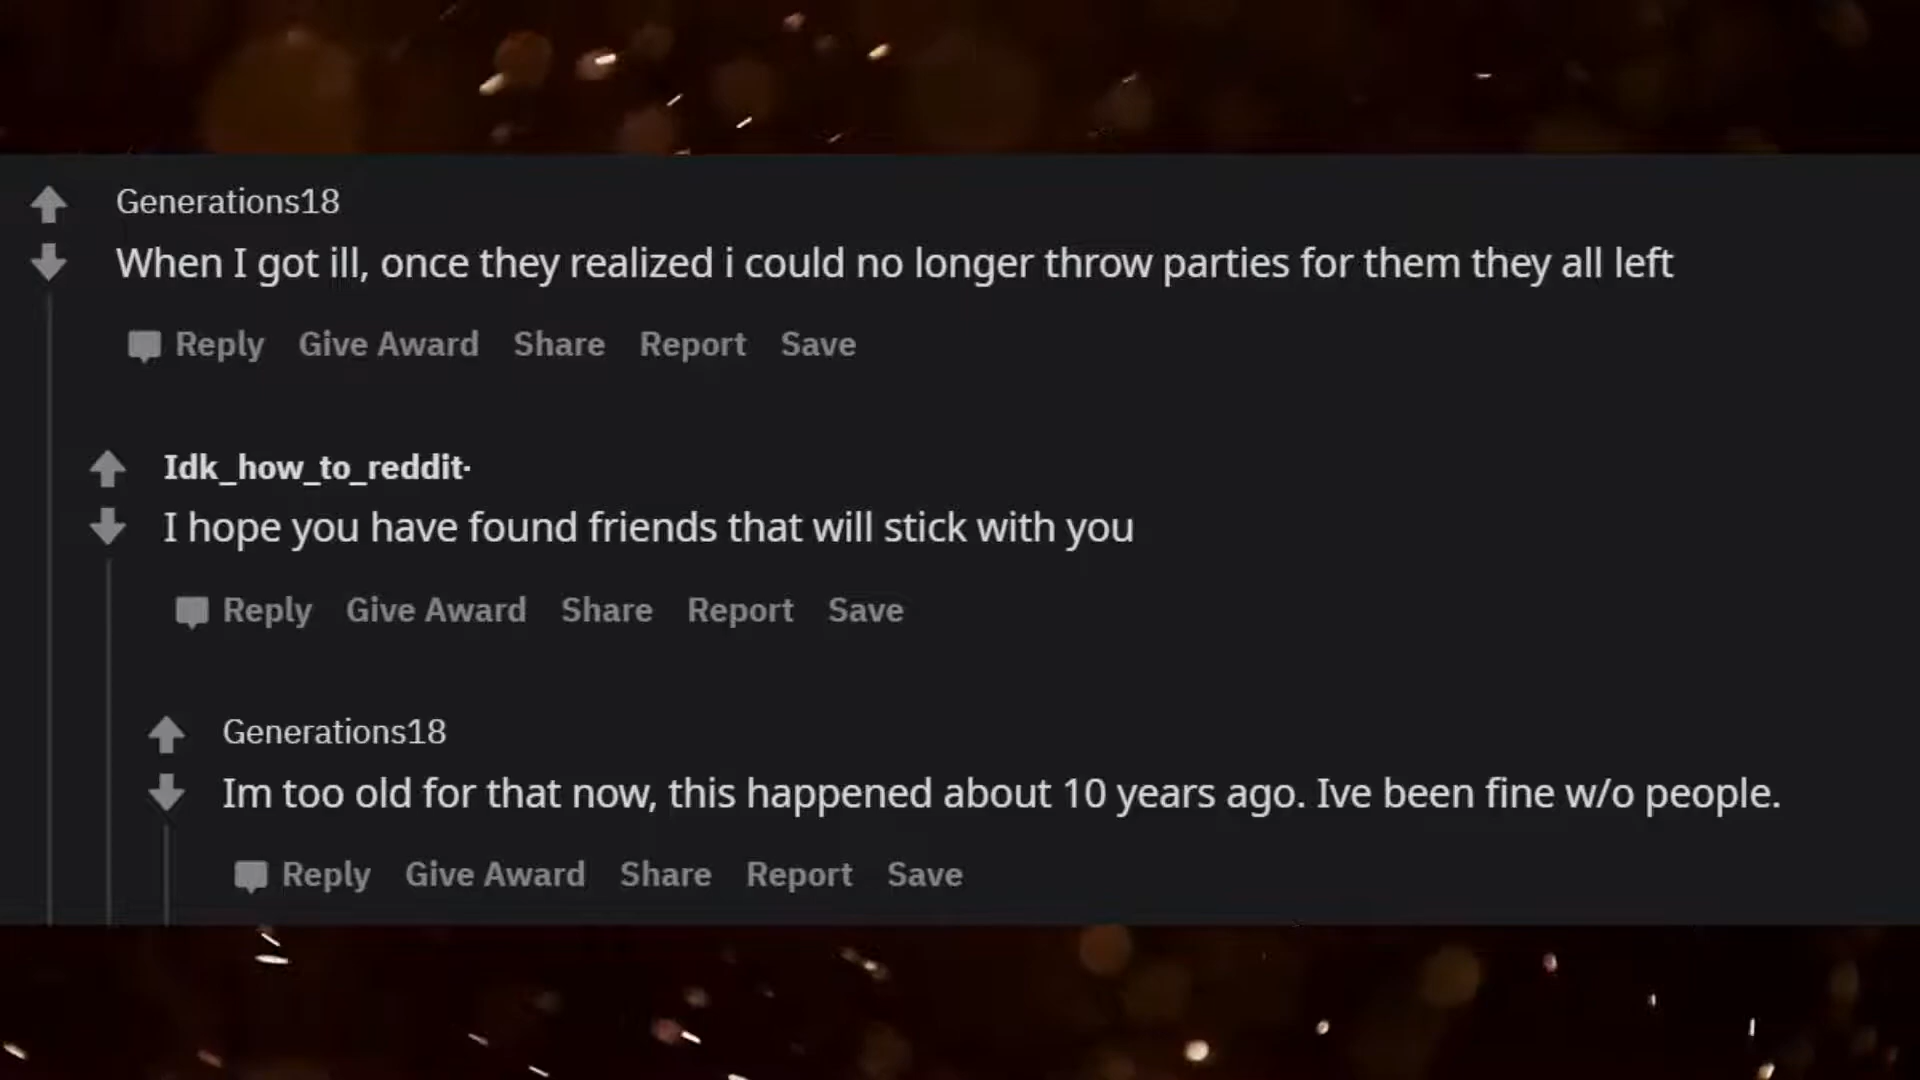 Generations18
When I got ill, once they realized i could no longer throw parties for them they all left
Reply Give Award Share Report Save
Idk_how_to_reddit·
I hope you have found friends that will stick with you
Reply Give Award Share Report Save
Generations18
Im too old for that now, this happened about 10 years ago. Ive been fine w/o people.
Reply Give Award Share Report Save